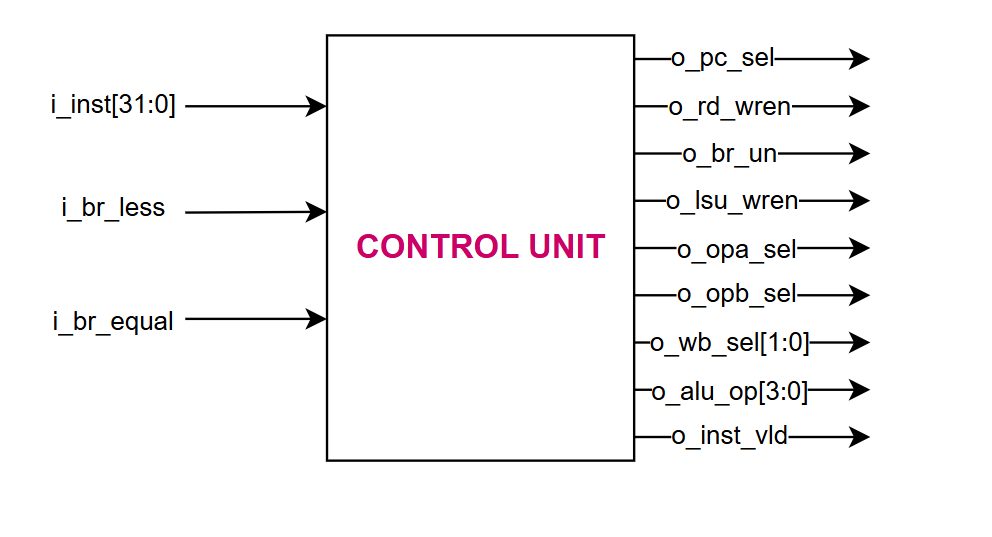 i_inst[31:0]
i_br_less
i_br_equal
CONTROL UNIT
o_pc_sel
o_rd_wren
o_br_un
o_lsu_wren
o_opa_sel
o_opb_sel
o_wb_sel[1:0]
o_alu_op[3:0]
o_inst_vld